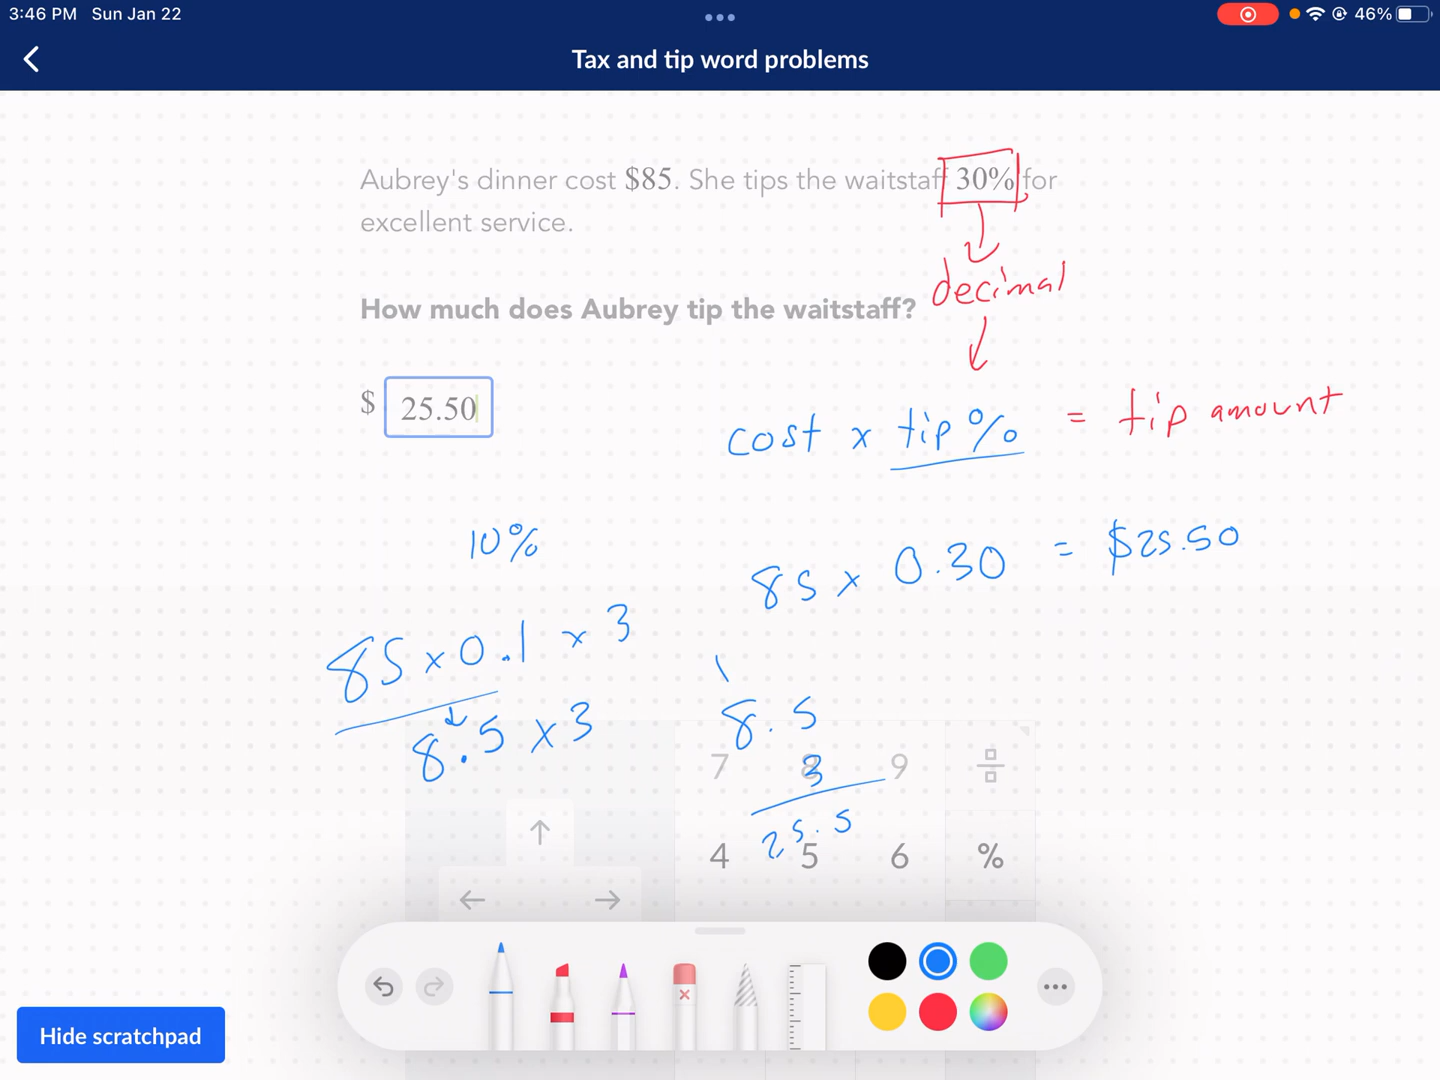 3:46 PM Sun Jan 22
46%
Tax and tip word problems
Aubrey's dinner cost $85. She tips the waitstaff 30% for
excellent service.
decimal
How much does Aubrey tip the waitstaff?
$ 25.50
cost x tip % = tip amount
10%
85 x 0.30 = $25.50
85 x 0.1 x 3
1
8.5
8.5 x 3
7 8 9
3
25.5
4 5 6 %
Hide scratchpad